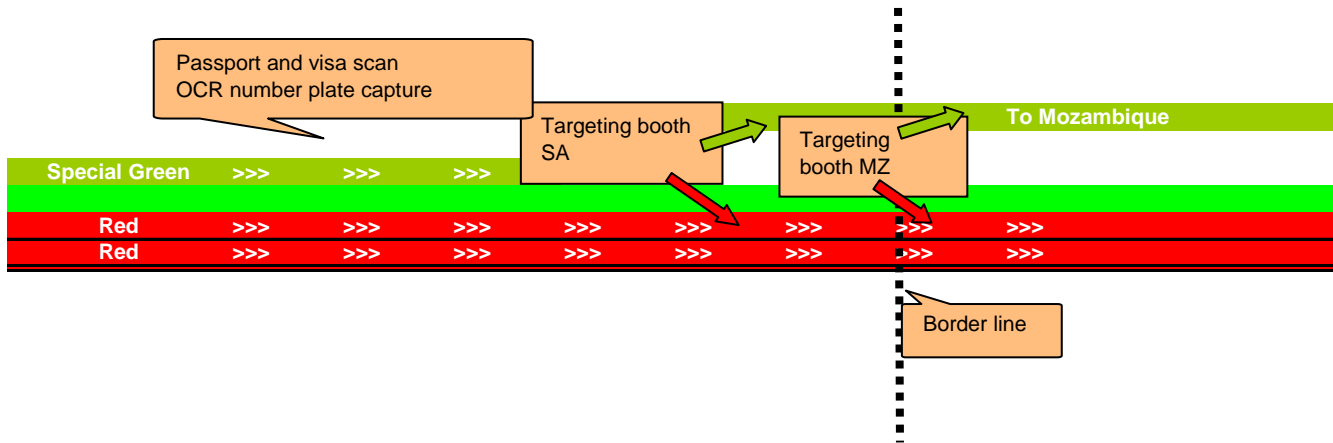 Passport and visa scan
OCR number plate capture
Targeting booth
SA
Targeting
booth MZ
To Mozambique
Special Green >>> >>> >>>
Red >>> >>> >>> >>> >>> >>> >>> >>>
Red >>> >>> >>> >>> >>> >>> >>> >>>
Border line